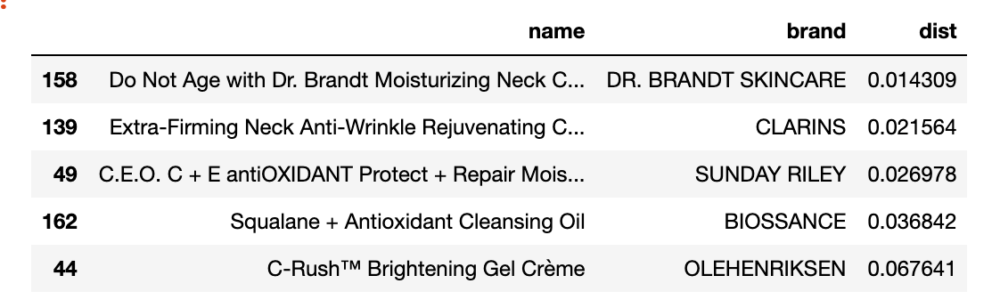 name brand dist
158 Do Not Age with Dr. Brandt Moisturizing Neck C... DR. BRANDT SKINCARE 0.014309
139 Extra-Firming Neck Anti-Wrinkle Rejuvenating C... CLARINS 0.021564
49 C.E.O. C + E antiOXIDANT Protect + Repair Mois... SUNDAY RILEY 0.026978
162 Squalane + Antioxidant Cleansing Oil BIOSSANCE 0.036842
44 C-Rush™ Brightening Gel Crème OLEHENRIKSEN 0.067641